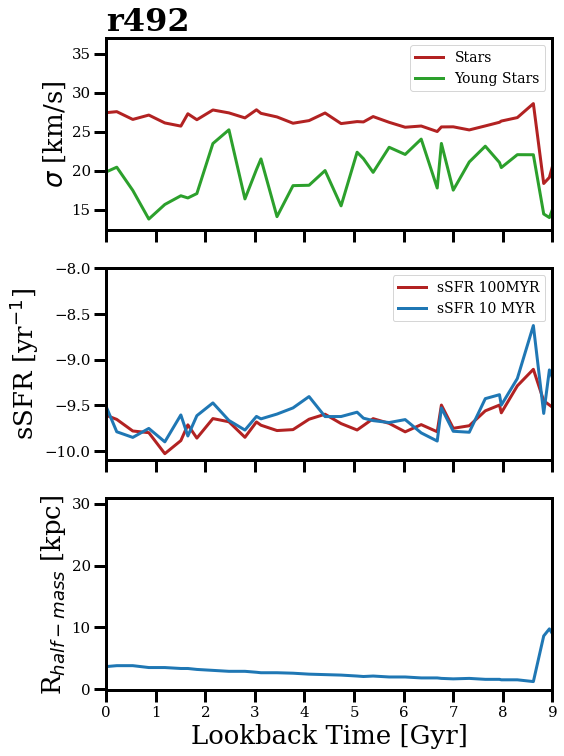 r492
σ [km/s]
35
30
25
20
15
Stars
Young Stars
sSFR [yr⁻¹]
−8.0
−8.5
−9.0
−9.5
−10.0
sSFR 100MYR
sSFR 10 MYR
R_{half−mass} [kpc]
30
20
10
0
0 1 2 3 4 5 6 7 8 9
Lookback Time [Gyr]